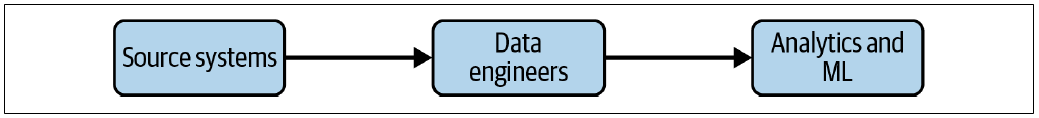 Source systems
Data
engineers
Analytics and
ML